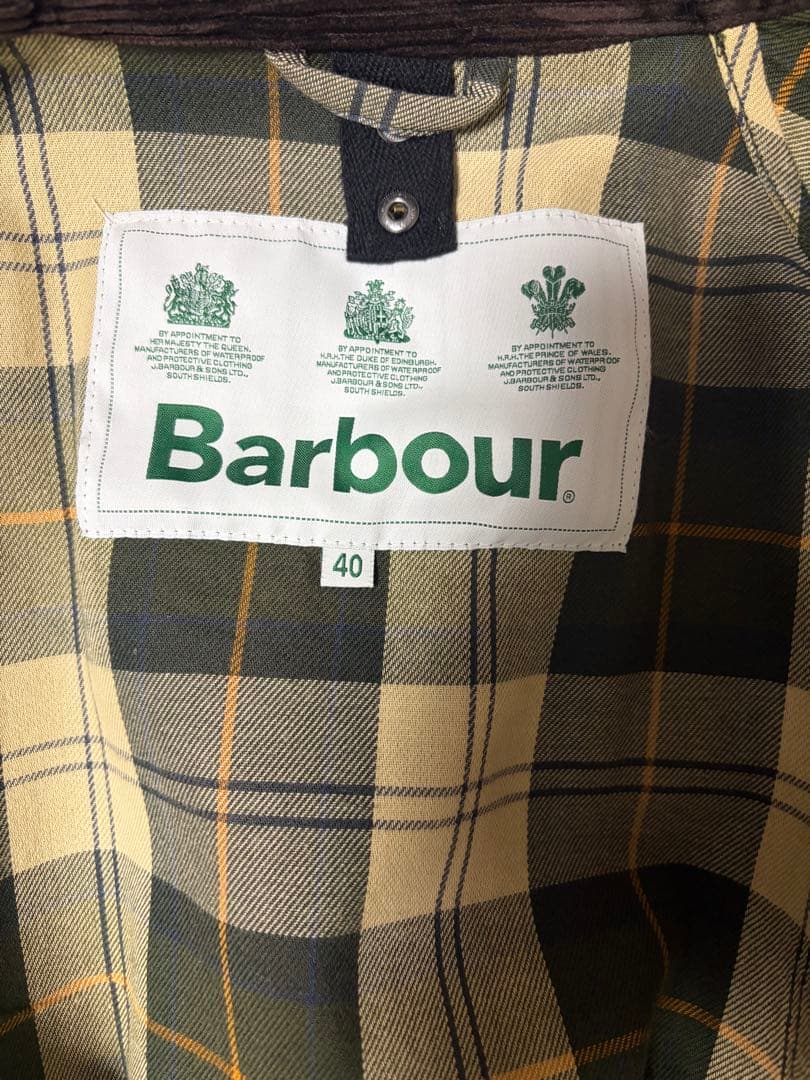 BY APPOINTMENT TO
HER MAJESTY THE QUEEN.
MANUFACTURERS OF WATERPROOF
AND PROTECTIVE CLOTHING
J.BARBOUR & SONS LTD.,
SOUTH SHIELDS.
BY APPOINTMENT TO
H.R.H.THE DUKE OF EDINBURGH.
MANUFACTURERS OF WATERPROOF
AND PROTECTIVE CLOTHING
J.BARBOUR & SONS LTD.,
SOUTH SHIELDS.
BY APPOINTMENT TO
H.R.H.THE PRINCE OF WALES.
MANUFACTURERS OF WATERPROOF
AND PROTECTIVE CLOTHING
J.BARBOUR & SONS LTD.,
SOUTH SHIELDS.
Barbour®
40